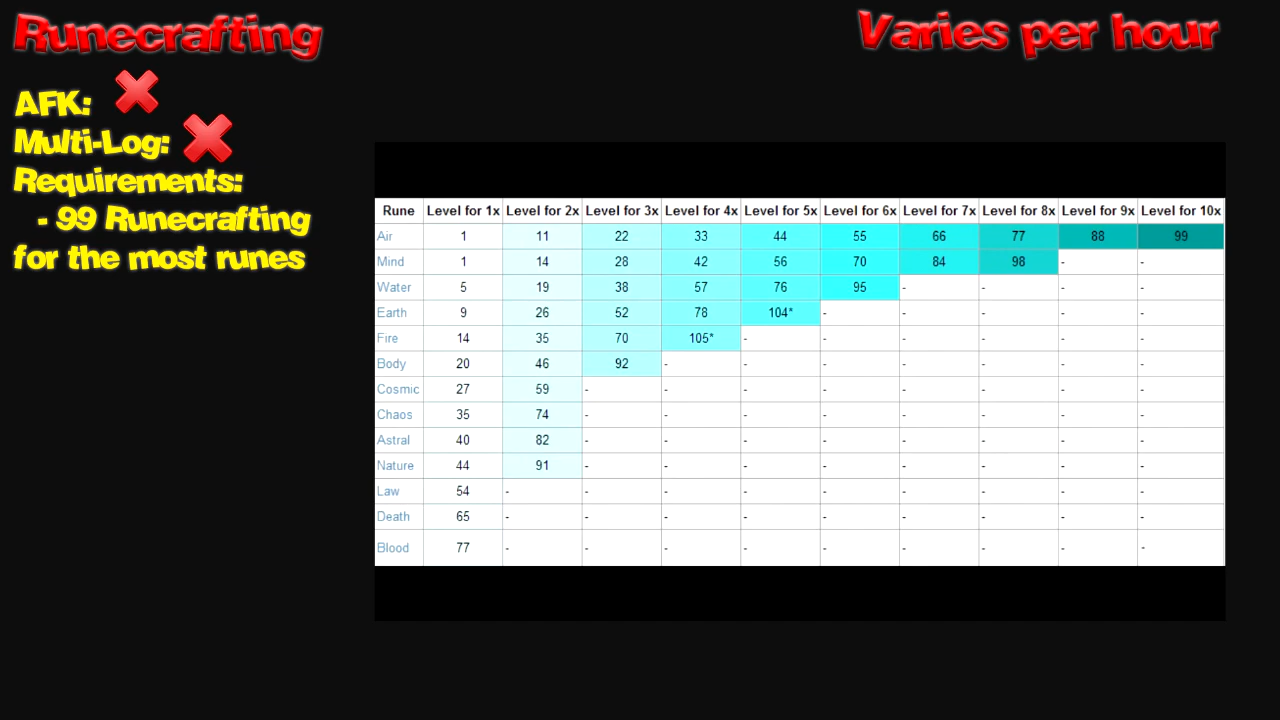 Runecrafting
Varies per hour
AFK:
Multi-Log:
Requirements:
- 99 Runecrafting
for the most runes
Rune Level for 1x Level for 2x Level for 3x Level for 4x Level for 5x Level for 6x Level for 7x Level for 8x Level for 9x Level for 10x
Air 1 11 22 33 44 55 66 77 88 99
Mind 1 14 28 42 56 70 84 98 - -
Water 5 19 38 57 76 95 - - - -
Earth 9 26 52 78 104* - - - - -
Fire 14 35 70 105* - - - - - -
Body 20 46 92 - - - - - - -
Cosmic 27 59 - - - - - - - -
Chaos 35 74 - - - - - - - -
Astral 40 82 - - - - - - - -
Nature 44 91 - - - - - - - -
Law 54 - - - - - - - - -
Death 65 - - - - - - - - -
Blood 77 - - - - - - - - -